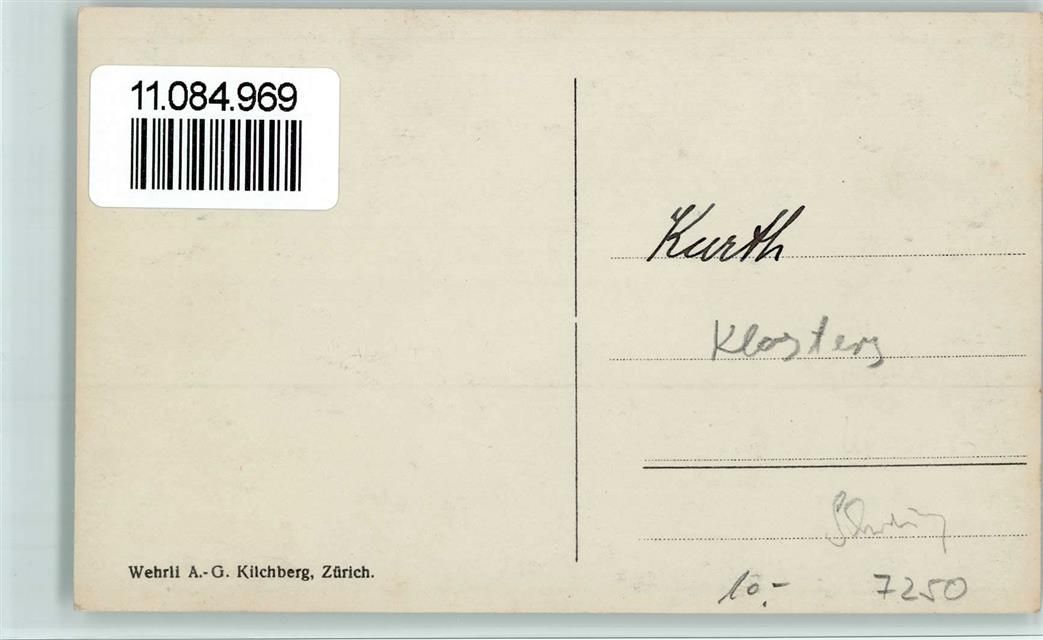 11.084.969
Kurth
Klosters
10.-
7250
Wehrli A.-G. Kilchberg, Zürich.